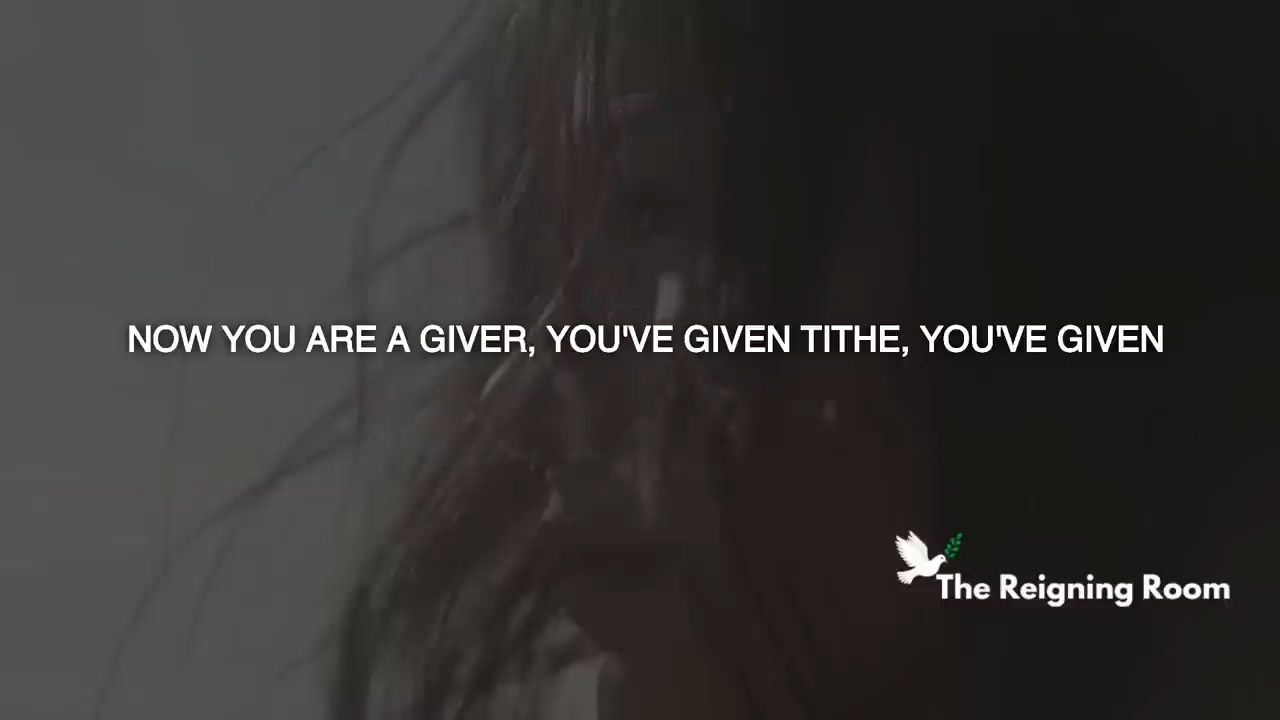 NOW YOU ARE A GIVER, YOU'VE GIVEN TITHE, YOU'VE GIVEN
The Reigning Room